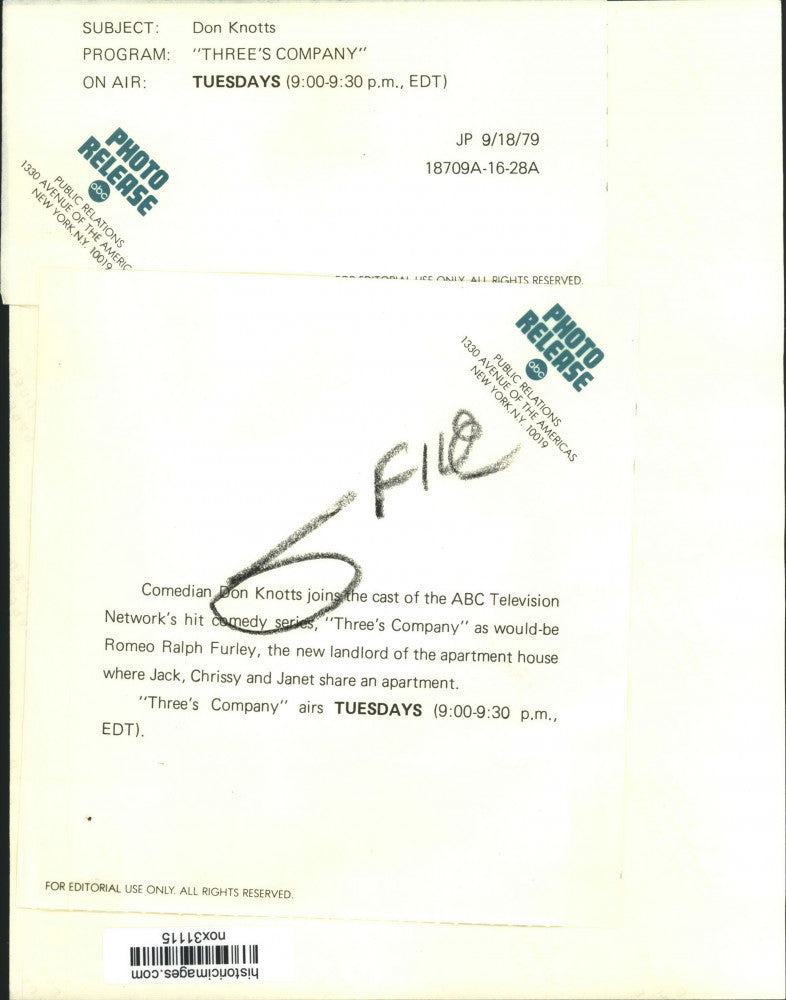 SUBJECT: Don Knotts
PROGRAM: "THREE'S COMPANY"
ON AIR: TUESDAYS (9:00-9:30 p.m., EDT)
JP 9/18/79
18709A-16-28A
PHOTO
RELEASE
abc
PUBLIC RELATIONS
1330 AVENUE OF THE AMERIC
NEW YORK, N.Y. 10019
FOR EDITORIAL USE ONLY. ALL RIGHTS RESERVED.
PHOTO
RELEASE
abc
PUBLIC RELATIONS
1330 AVENUE OF THE AMERICAS
NEW YORK, N.Y. 10019
FILE
Comedian Don Knotts joins the cast of the ABC Television
Network's hit comedy series, "Three's Company" as would-be
Romeo Ralph Furley, the new landlord of the apartment house
where Jack, Chrissy and Janet share an apartment.
"Three's Company" airs TUESDAYS (9:00-9:30 p.m.,
EDT).
FOR EDITORIAL USE ONLY. ALL RIGHTS RESERVED.
historicimages.com
nox31115